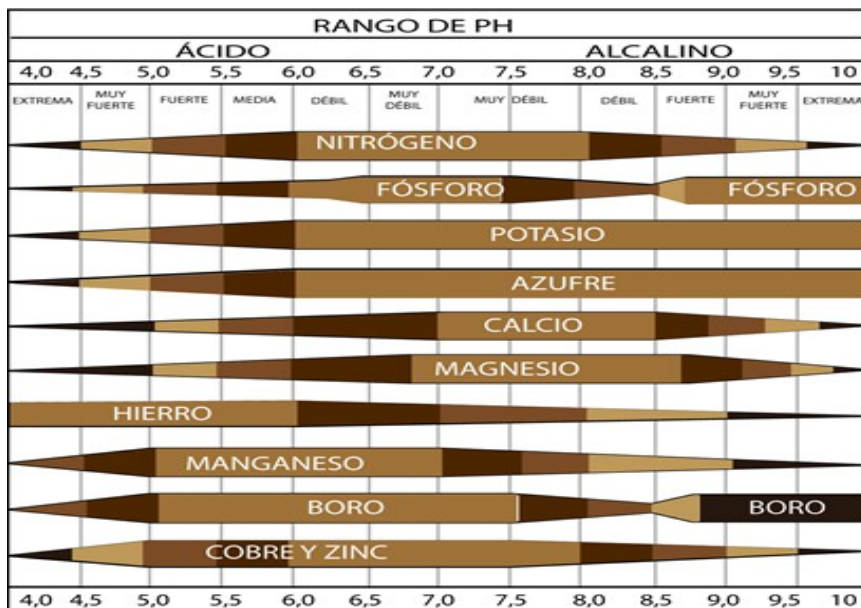 RANGO DE PH
ÁCIDO ALCALINO
4,0 4,5 5,0 5,5 6,0 6,5 7,0 7,5 8,0 8,5 9,0 9,5 10
EXTREMA MUY FUERTE FUERTE MEDIA DÉBIL MUY DÉBIL MUY DÉBIL DÉBIL FUERTE MUY FUERTE EXTREMA
NITRÓGENO
FÓSFORO FÓSFORO
POTASIO
AZUFRE
CALCIO
MAGNESIO
HIERRO
MANGANESO
BORO BORO
COBRE Y ZINC
4,0 4,5 5,0 5,5 6,0 6,5 7,0 7,5 8,0 8,5 9,0 9,5 10